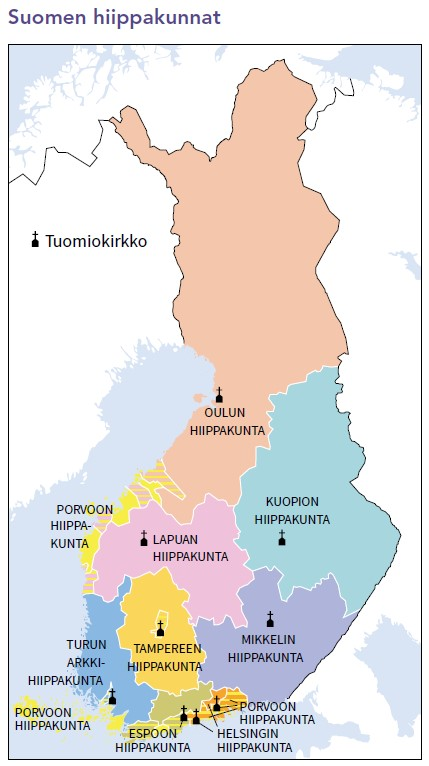 Suomen hiippakunnat
Tuomiokirkko
OULUN
HIIPPAKUNTA
KUOPION
HIIPPAKUNTA
PORVOON
HIIPPA-
KUNTA
LAPUAN
HIIPPAKUNTA
TURUN
ARKKI-
HIIPPAKUNTA
TAMPEREEN
HIIPPAKUNTA
MIKKELIN
HIIPPAKUNTA
PORVOON
HIIPPAKUNTA
PORVOON
HIIPPAKUNTA
ESPOON
HIIPPAKUNTA
HELSINGIN
HIIPPAKUNTA